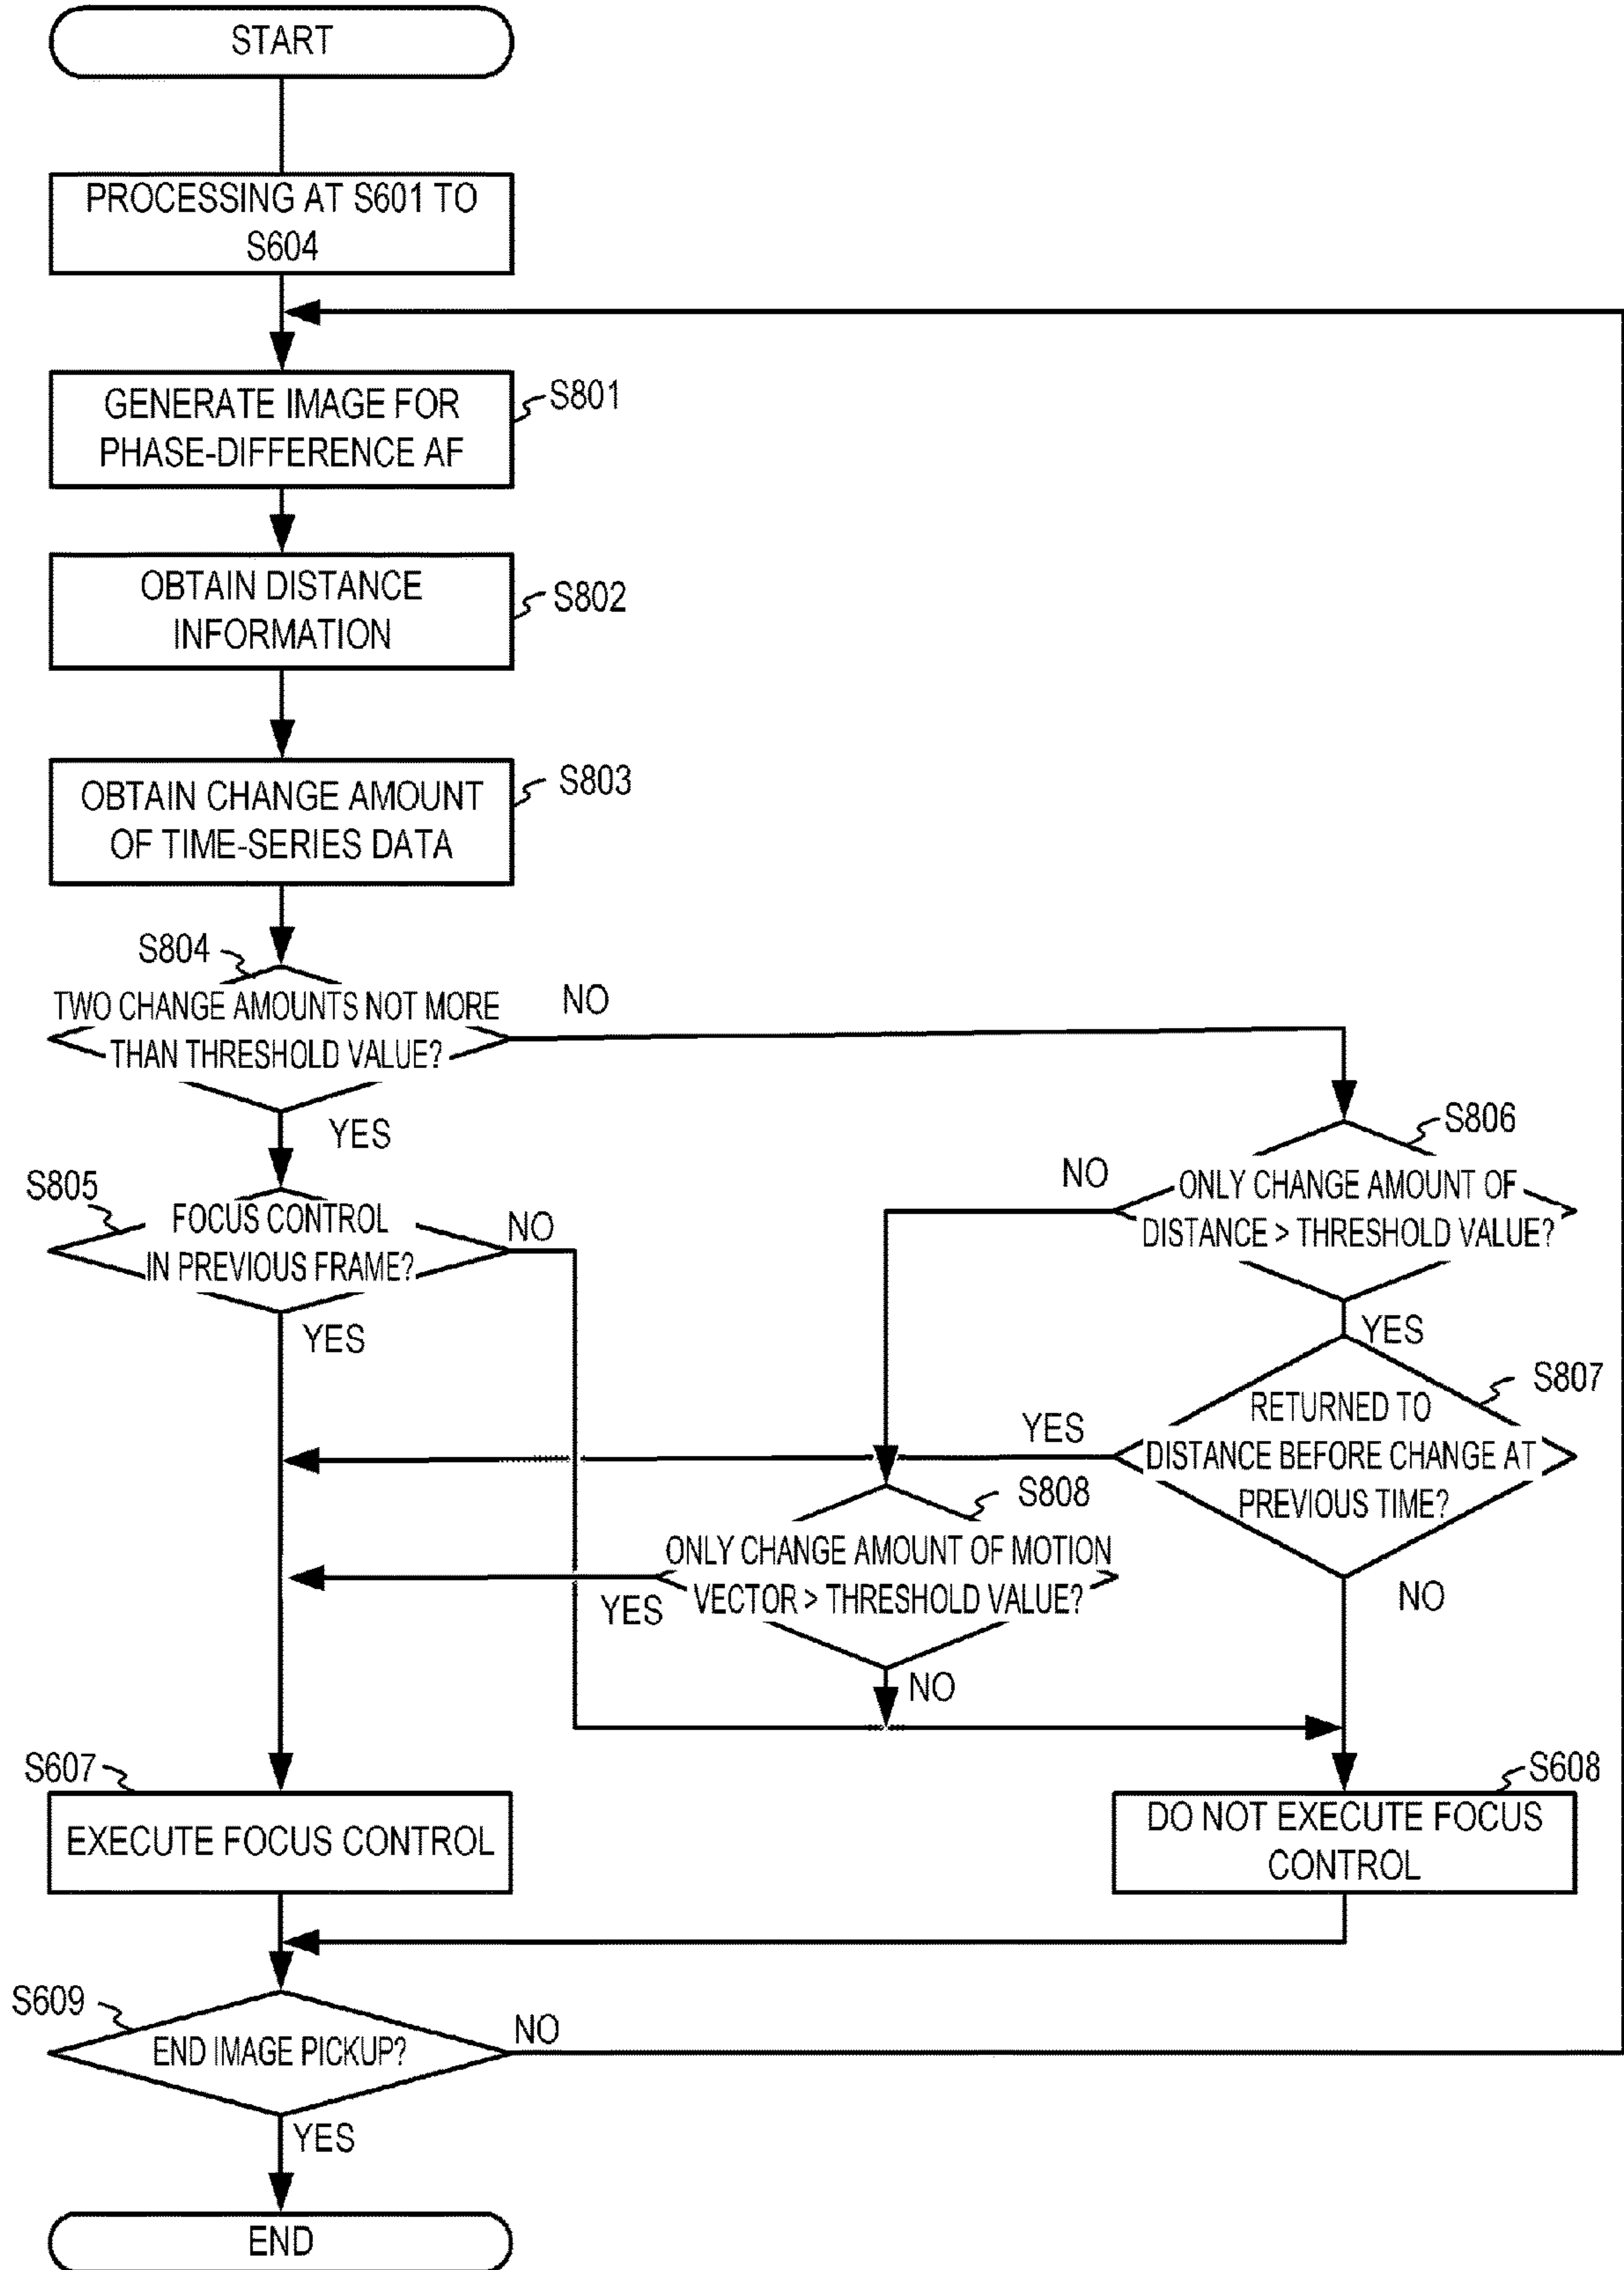 START
PROCESSING AT S601 TO
S604
GENERATE IMAGE FOR
PHASE-DIFFERENCE AF
S801
OBTAIN DISTANCE
INFORMATION
S802
OBTAIN CHANGE AMOUNT
OF TIME-SERIES DATA
S803
S804
TWO CHANGE AMOUNTS NOT MORE
THAN THRESHOLD VALUE?
NO
YES
S805
FOCUS CONTROL
IN PREVIOUS FRAME?
NO
YES
S806
ONLY CHANGE AMOUNT OF
DISTANCE > THRESHOLD VALUE?
NO
YES
S807
RETURNED TO
DISTANCE BEFORE CHANGE AT
PREVIOUS TIME?
YES
NO
S808
ONLY CHANGE AMOUNT OF MOTION
VECTOR > THRESHOLD VALUE?
YES
NO
S607
EXECUTE FOCUS CONTROL
S608
DO NOT EXECUTE FOCUS
CONTROL
S609
END IMAGE PICKUP?
NO
YES
END